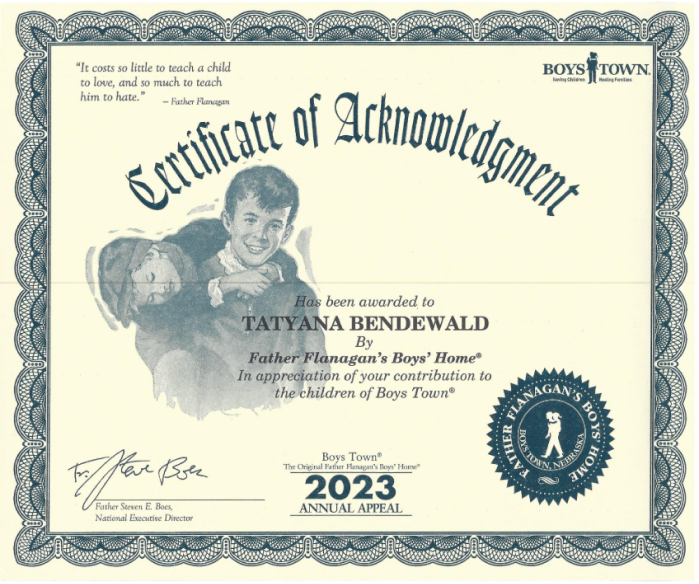 "It costs so little to teach a child
to love, and so much to teach
him to hate."
– Father Flanagan
BOYS TOWN®
Saving Children Healing Families
Certificate of Acknowledgment
Has been awarded to
TATYANA BENDEWALD
By
Father Flanagan's Boys' Home®
In appreciation of your contribution to
the children of Boys Town®
FATHER FLANAGAN'S BOYS' HOME
BOYS TOWN, NEBRASKA
Fr. Steve Boes
Father Steven E. Boes,
National Executive Director
Boys Town®
The Original Father Flanagan's Boys' Home®
2023
ANNUAL APPEAL